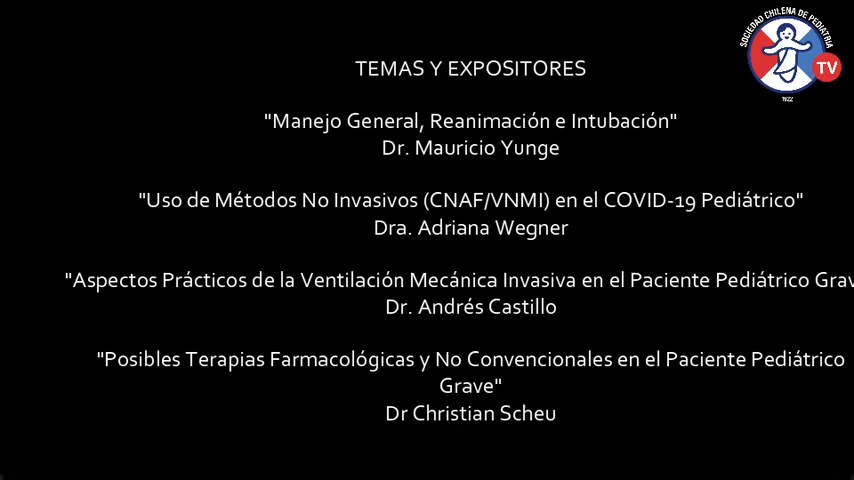 SOCIEDAD CHILENA DE PEDIATRIA
TV
1922
TEMAS Y EXPOSITORES
"Manejo General, Reanimación e Intubación"
Dr. Mauricio Yunge
"Uso de Métodos No Invasivos (CNAF/VNMI) en el COVID-19 Pediátrico"
Dra. Adriana Wegner
"Aspectos Prácticos de la Ventilación Mecánica Invasiva en el Paciente Pediátrico Grav
Dr. Andrés Castillo
"Posibles Terapias Farmacológicas y No Convencionales en el Paciente Pediátrico
Grave"
Dr Christian Scheu